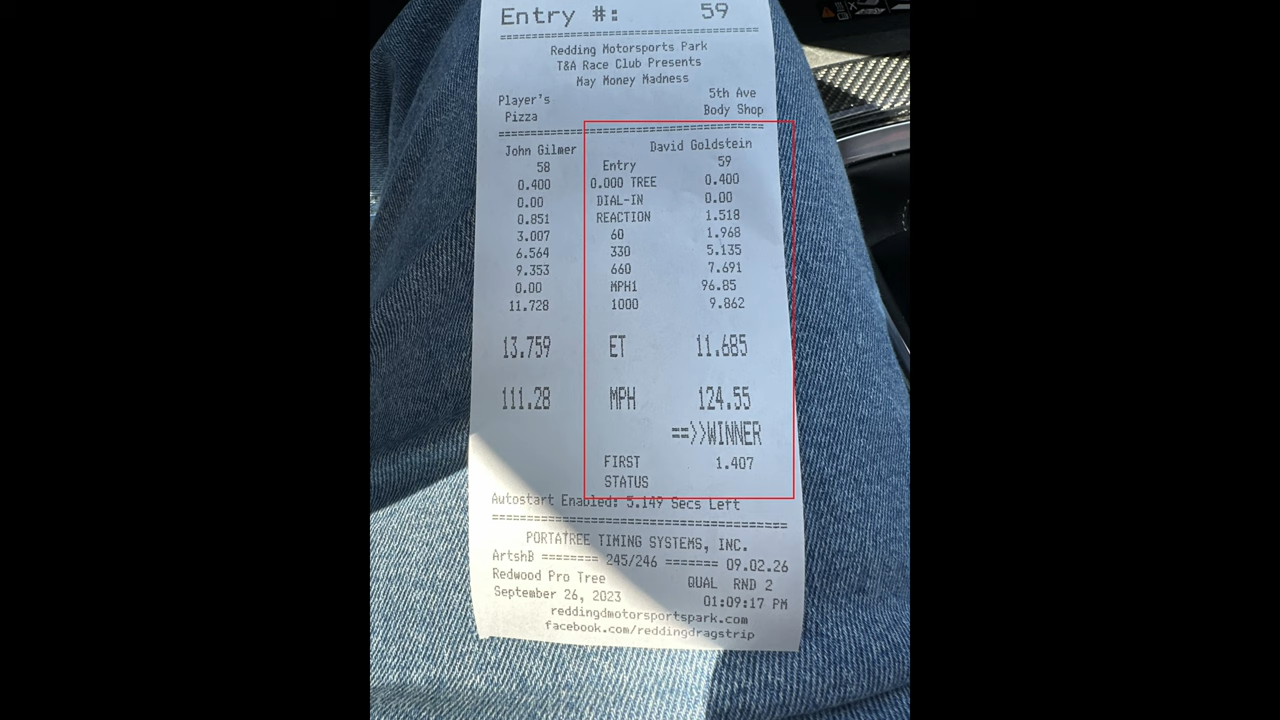 Entry #: 59
========================================
Redding Motorsports Park
T&A Race Club Presents
May Money Madness
Player's 5th Ave
Pizza Body Shop
========================================
John Gilmer David Goldstein
58 Entry 59
0.400 0.000 TREE 0.400
0.00 DIAL-IN 0.00
0.851 REACTION 1.518
3.007 60 1.968
6.564 330 5.135
9.353 660 7.691
0.00 MPH1 96.85
11.728 1000 9.862
13.759 ET 11.685
111.28 MPH 124.55
==>>WINNER
FIRST 1.407
STATUS
Autostart Enabled: 5.149 Secs Left
========================================
PORTATREE TIMING SYSTEMS, INC.
ArtshB ======== 245/246 ======= 09.02.26
Redwood Pro Tree QUAL RND 2
September 26, 2023 01:09:17 PM
reddingdmotorsportspark.com
facebook.com/reddingdragstrip